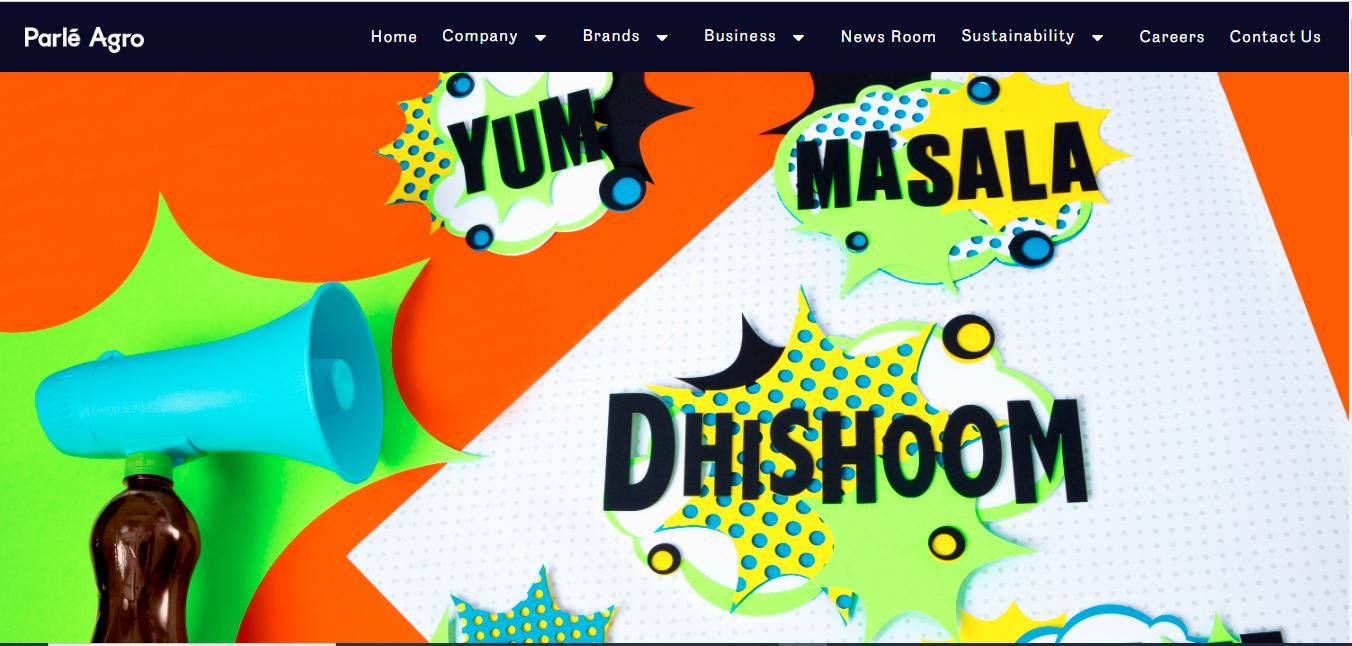 Parlé Agro
Home Company Brands Business News Room Sustainability Careers Contact Us
YUM
MASALA
DHISHOOM